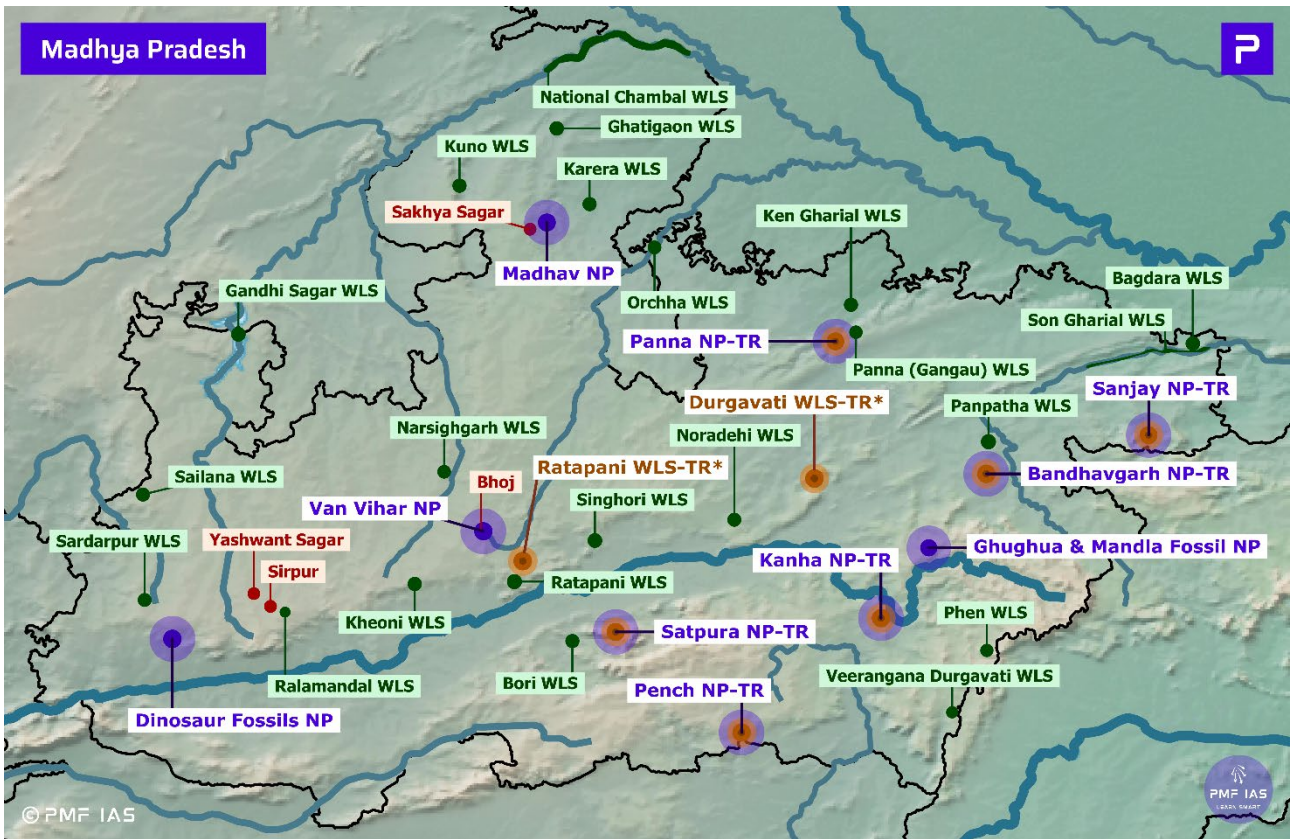 Madhya Pradesh
P
National Chambal WLS
Ghatigaon WLS
Kuno WLS
Karera WLS
Sakhya Sagar
Ken Gharial WLS
Madhav NP
Bagdara WLS
Gandhi Sagar WLS
Orchha WLS
Son Gharial WLS
Panna NP-TR
Panna (Gangau) WLS
Sanjay NP-TR
Durgavati WLS-TR*
Panpatha WLS
Narsighgarh WLS
Noradehi WLS
Ratapani WLS-TR*
Bandhavgarh NP-TR
Sailana WLS
Bhoj
Singhori WLS
Van Vihar NP
Sardarpur WLS
Yashwant Sagar
Ghughua & Mandla Fossil NP
Kanha NP-TR
Sirpur
Ratapani WLS
Phen WLS
Kheoni WLS
Satpura NP-TR
Veerangana Durgavati WLS
Ralamandal WLS
Bori WLS
Pench NP-TR
Dinosaur Fossils NP
© PMF IAS
PMF IAS
LEARN SMART